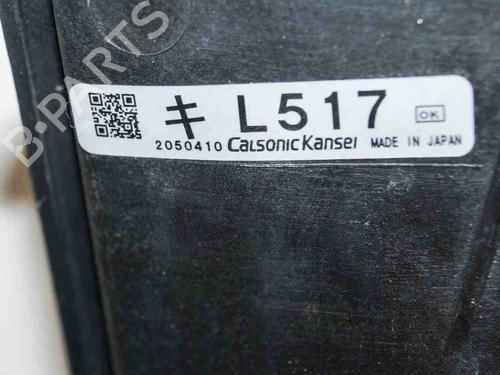 キ L517 OK
2050410 CalsonicKansei MADE IN JAPAN
B-PARTS